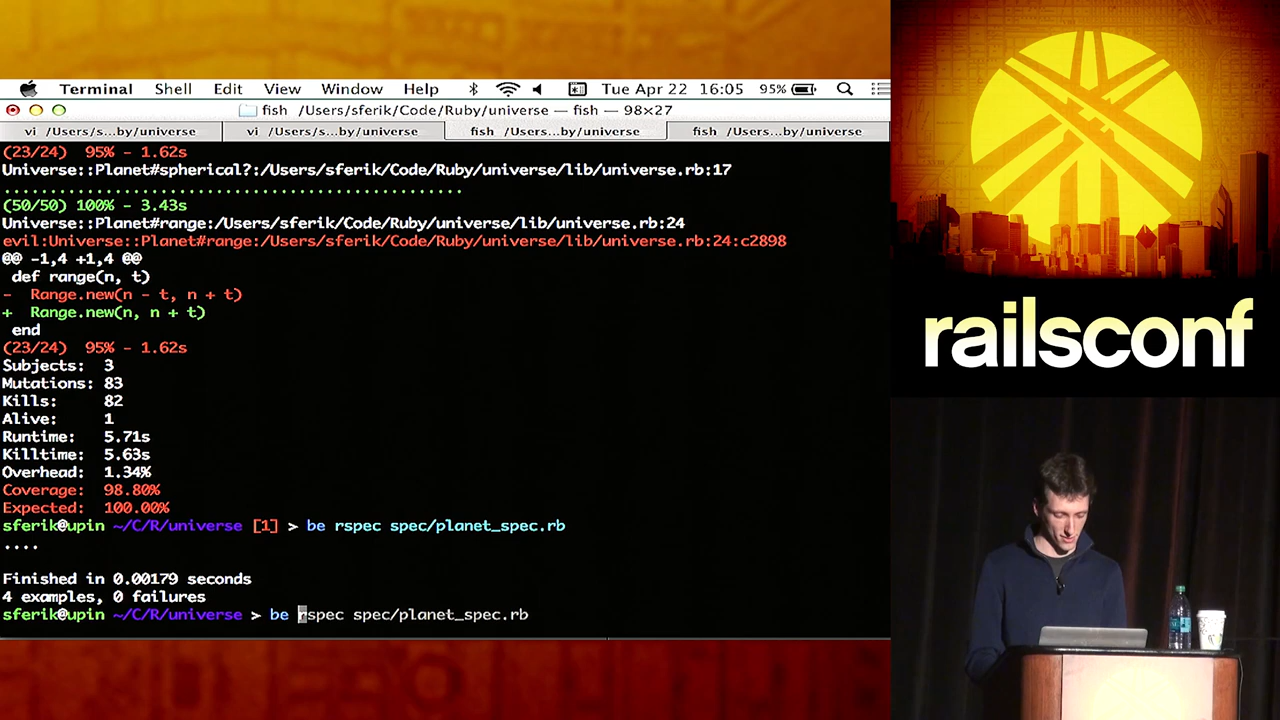 Terminal Shell Edit View Window Help Tue Apr 22 16:05 95%
fish /Users/sferik/Code/Ruby/universe — fish — 98×27
vi /Users/s...by/universe vi /Users/s...by/universe fish /Users/s...by/universe fish /Users/s...by/universe
(23/24) 95% - 1.62s
Universe::Planet#spherical?:/Users/sferik/Code/Ruby/universe/lib/universe.rb:17
..................................................
(50/50) 100% - 3.43s
Universe::Planet#range:/Users/sferik/Code/Ruby/universe/lib/universe.rb:24
evil:Universe::Planet#range:/Users/sferik/Code/Ruby/universe/lib/universe.rb:24:c2898
@@ -1,4 +1,4 @@
def range(n, t)
- Range.new(n - t, n + t)
+ Range.new(n, n + t)
end
(23/24) 95% - 1.62s
Subjects: 3
Mutations: 83
Kills: 82
Alive: 1
Runtime: 5.71s
Killtime: 5.63s
Overhead: 1.34%
Coverage: 98.80%
Expected: 100.00%
sferik@upin ~/C/R/universe [1] > be rspec spec/planet_spec.rb
....
Finished in 0.00179 seconds
4 examples, 0 failures
sferik@upin ~/C/R/universe > be rspec spec/planet_spec.rb
railsconf